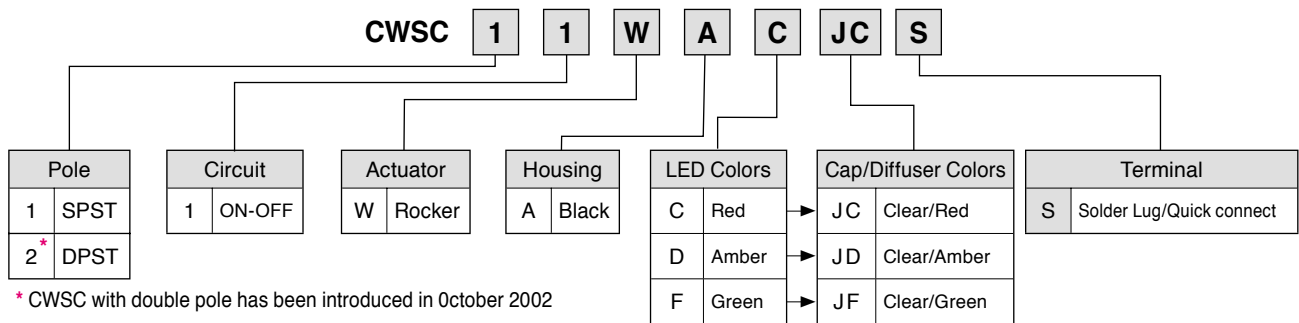 CWSC 1 1 W A C JC S
Pole Circuit Actuator Housing LED Colors Cap/Diffuser Colors Terminal
1 SPST 1 ON-OFF W Rocker A Black C Red JC Clear/Red S Solder Lug/Quick connect
2* DPST D Amber JD Clear/Amber
* CWSC with double pole has been introduced in 0ctober 2002 F Green JF Clear/Green